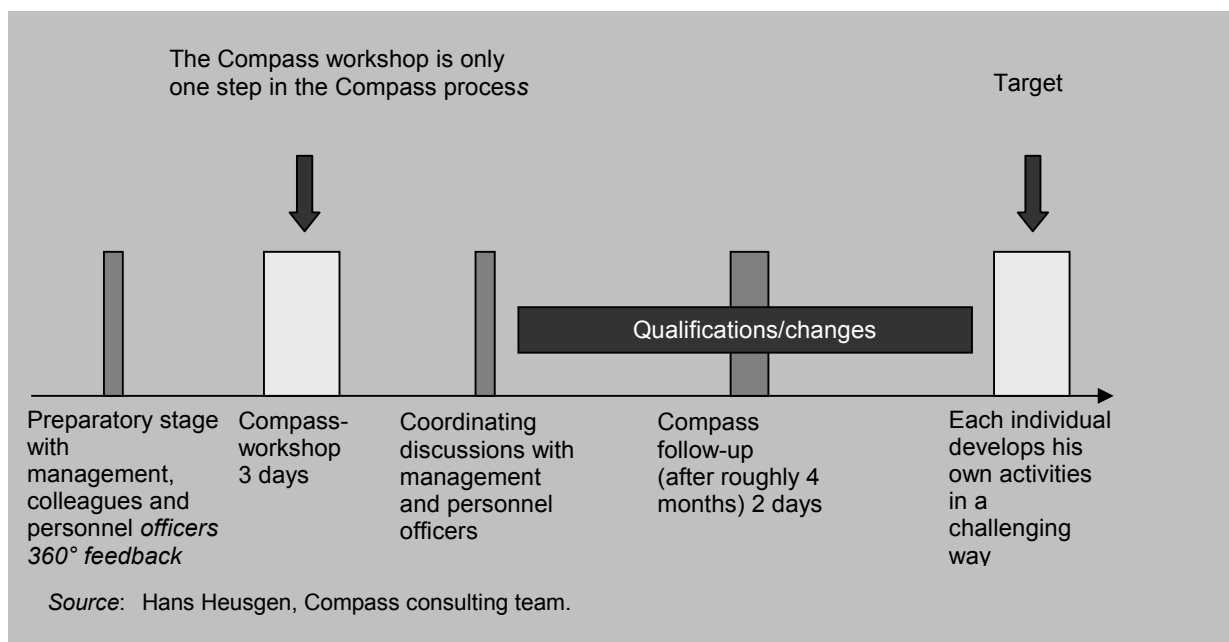 The Compass workshop is only
one step in the Compass process
Target
Qualifications/changes
Preparatory stage
with
management,
colleagues and
personnel officers
360° feedback
Compass-
workshop
3 days
Coordinating
discussions with
management
and personnel
officers
Compass
follow-up
(after roughly 4
months) 2 days
Each individual
develops his
own activities
in a
challenging
way
Source: Hans Heusgen, Compass consulting team.